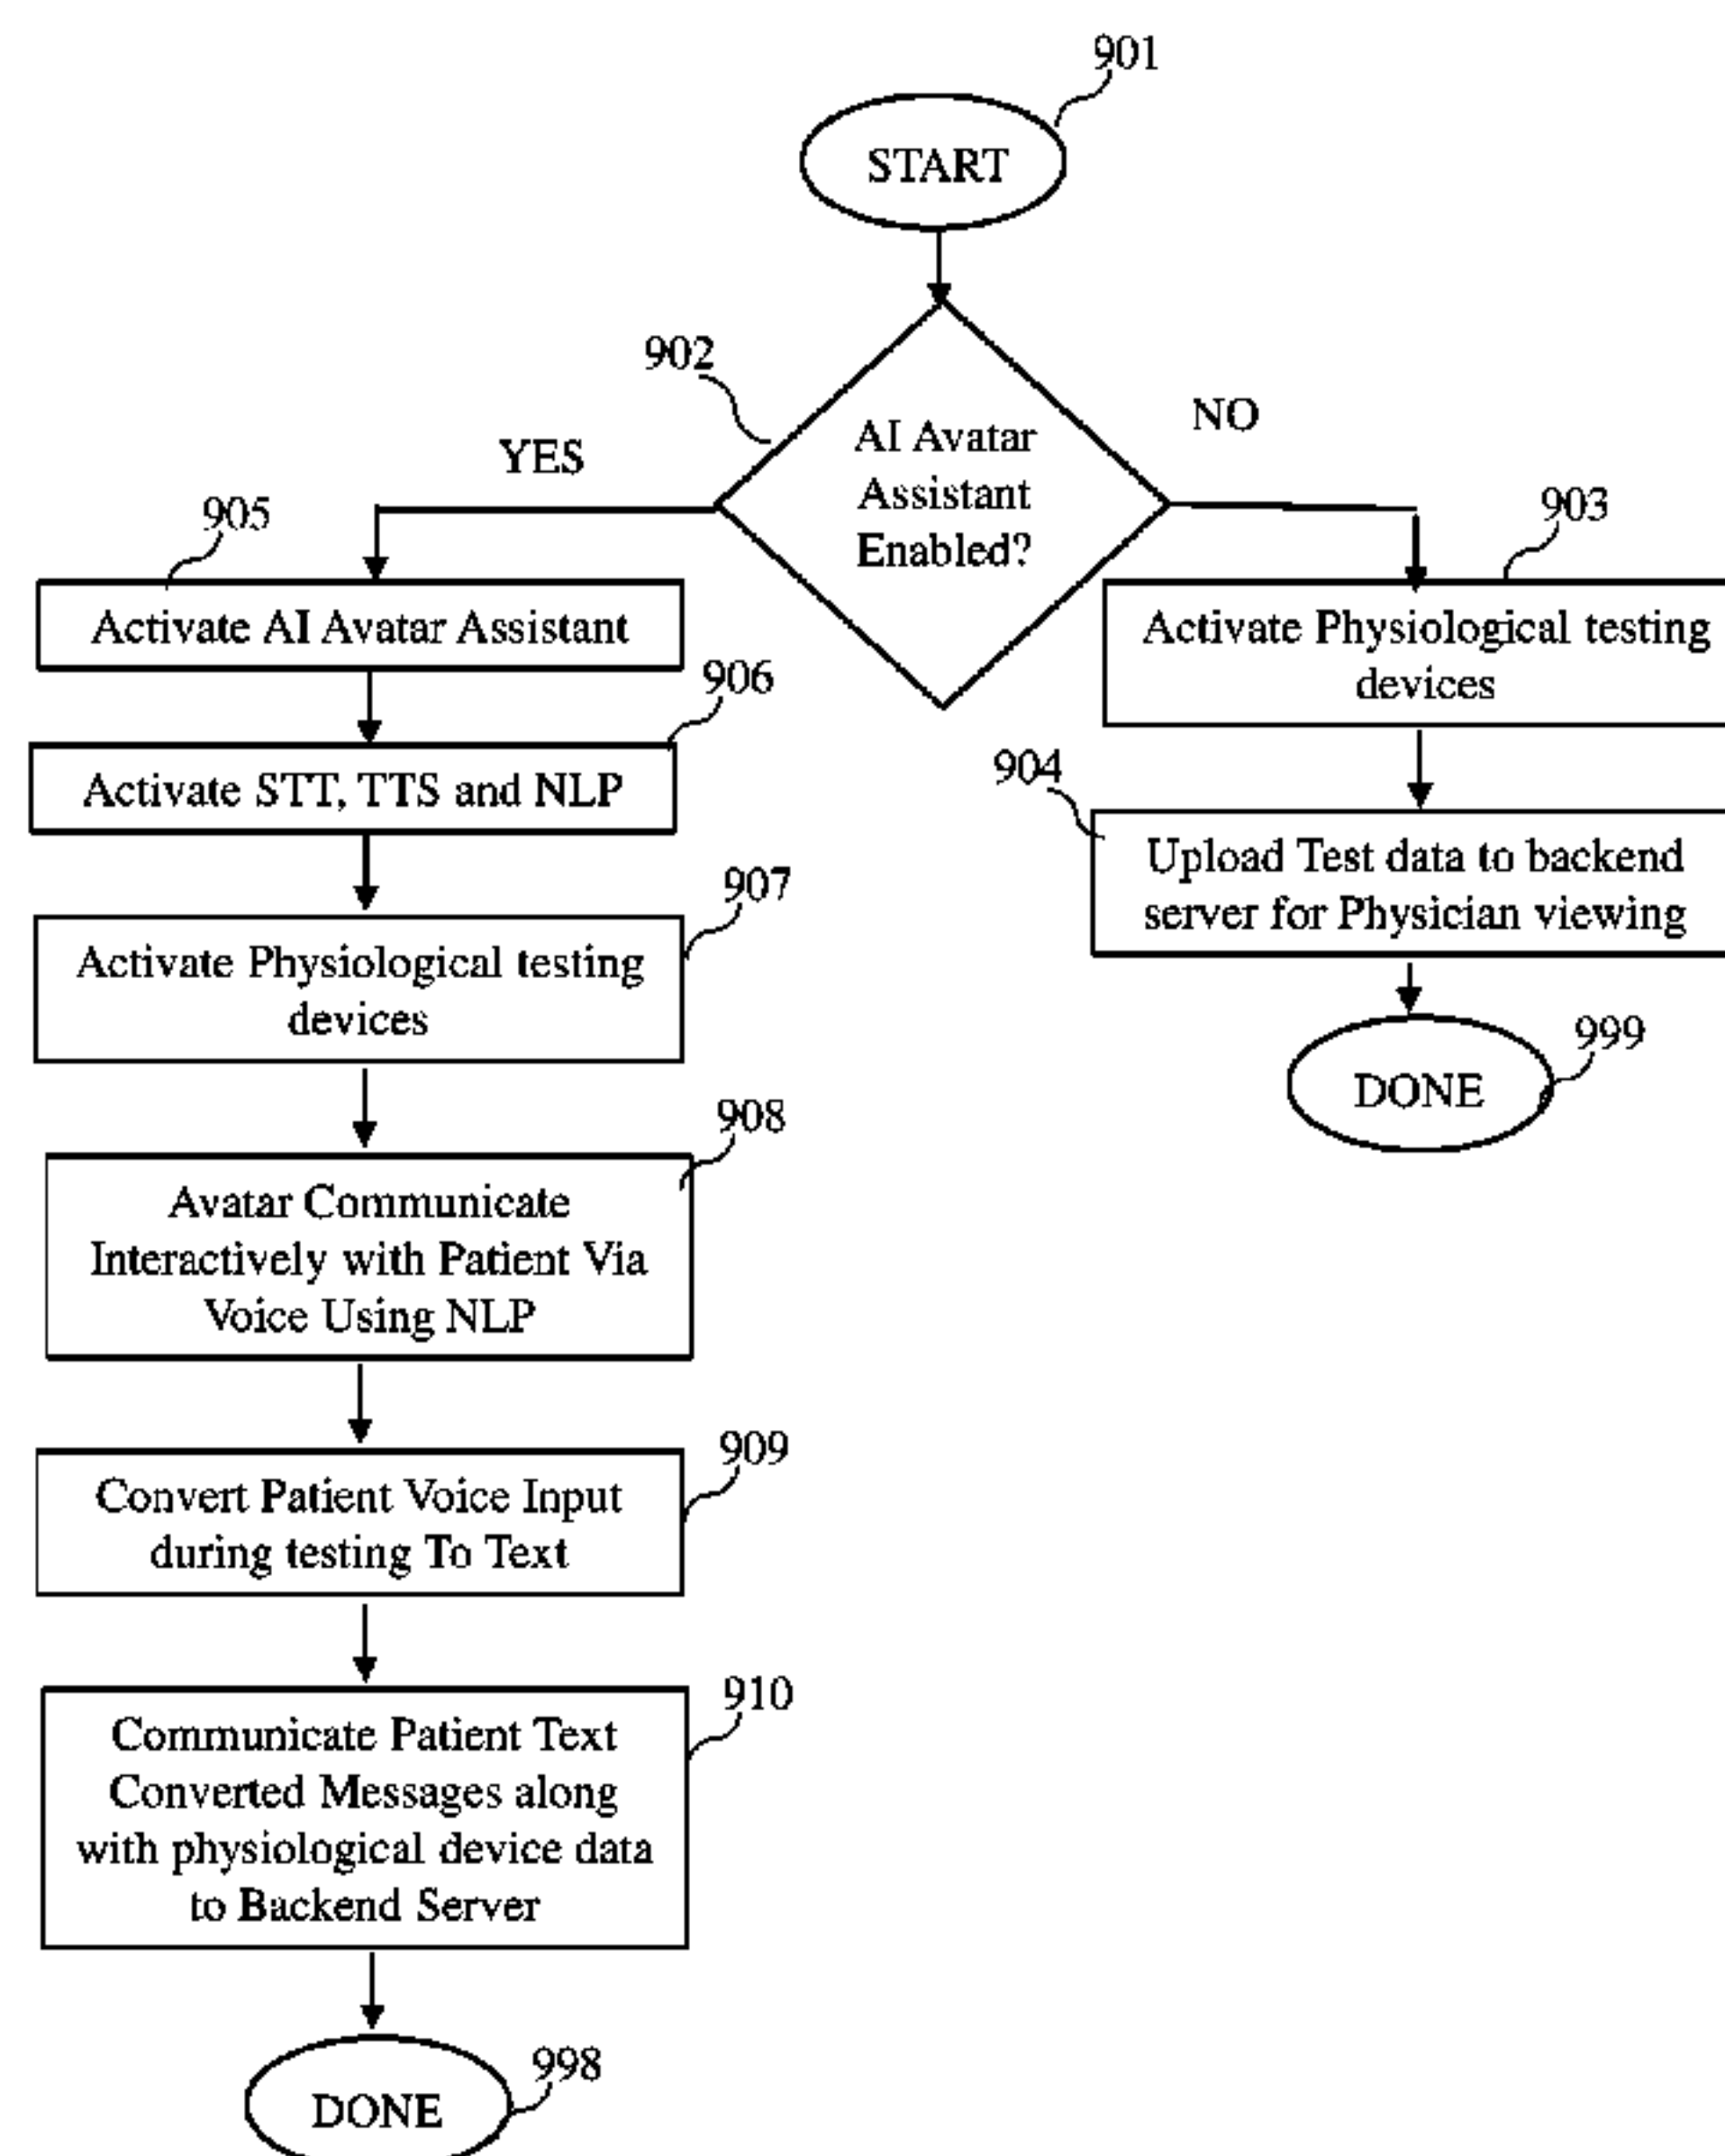 901
START
902
AI Avatar
Assistant
Enabled?
YES
NO
905
Activate AI Avatar Assistant
906
Activate STT, TTS and NLP
907
Activate Physiological testing
devices
908
Avatar Communicate
Interactively with Patient Via
Voice Using NLP
909
Convert Patient Voice Input
during testing To Text
910
Communicate Patient Text
Converted Messages along
with physiological device data
to Backend Server
998
DONE
903
Activate Physiological testing
devices
904
Upload Test data to backend
server for Physician viewing
999
DONE